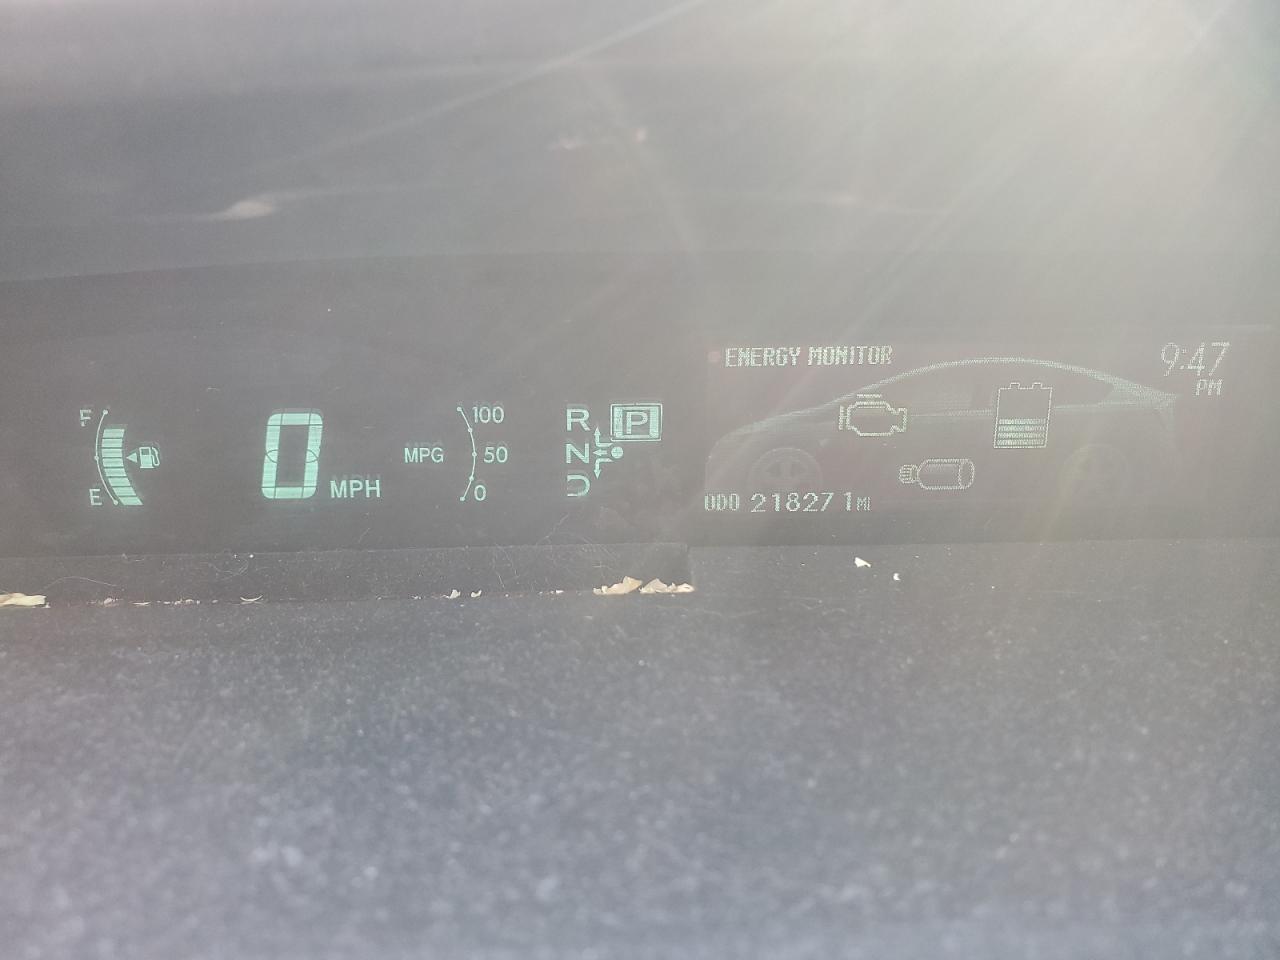 F
E
0 MPH
MPG
100
50
0
R
P
N
D
ENERGY MONITOR
9:47
PM
ODO 218271 MI